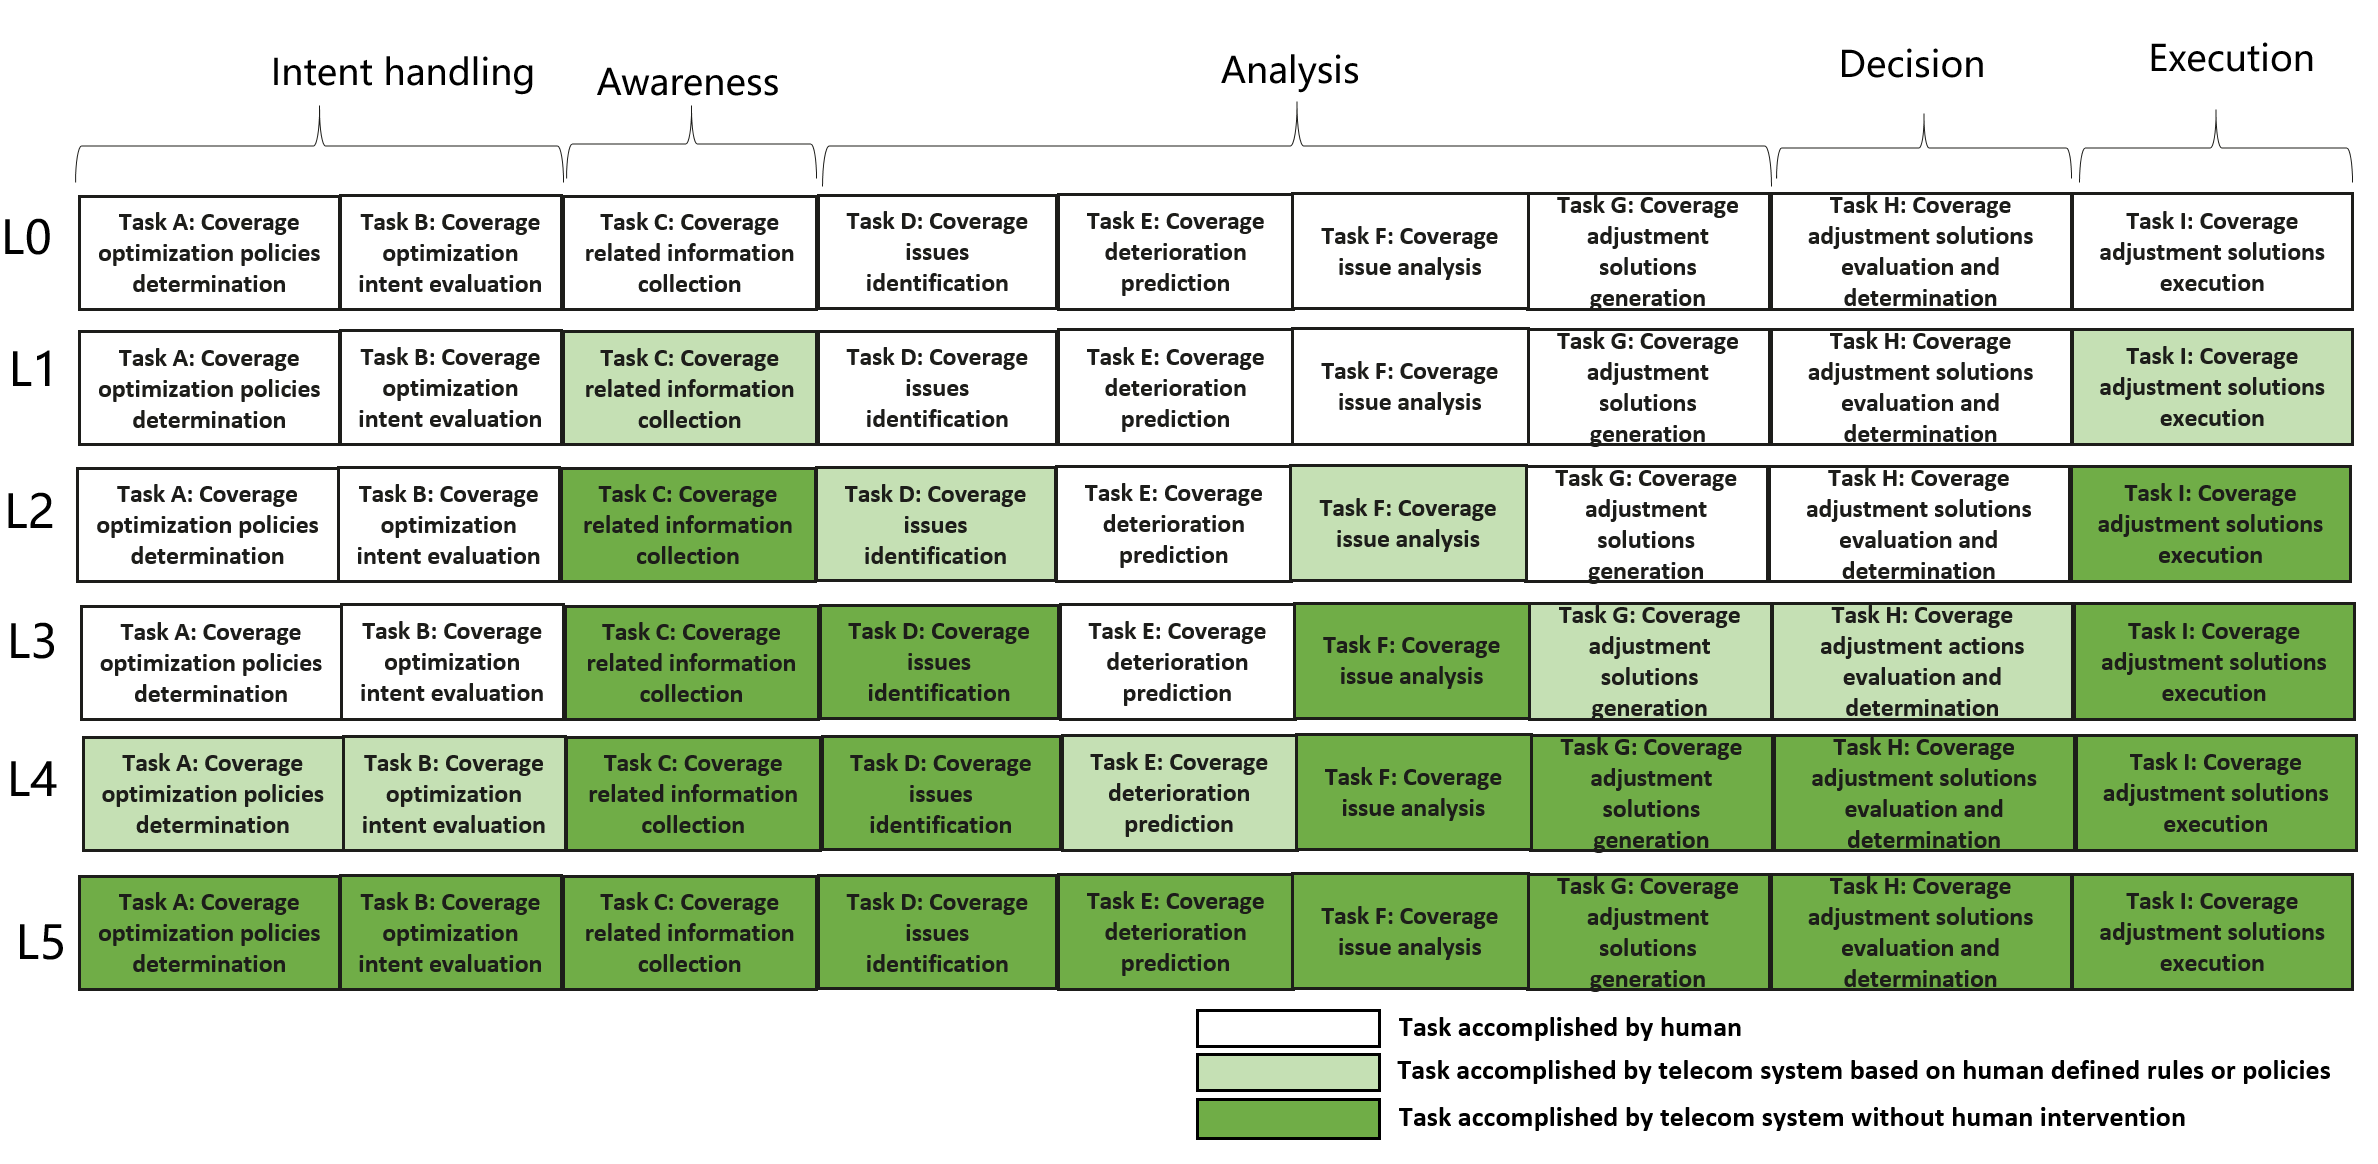 Intent handling
Awareness
Analysis
Decision
Execution
L0
Task A: Coverage
optimization policies
determination
Task B: Coverage
optimization
intent evaluation
Task C: Coverage
related information
collection
Task D: Coverage
issues
identification
Task E: Coverage
deterioration
prediction
Task F: Coverage
issue analysis
Task G: Coverage
adjustment
solutions
generation
Task H: Coverage
adjustment solutions
evaluation and
determination
Task I: Coverage
adjustment solutions
execution
L1
Task A: Coverage
optimization policies
determination
Task B: Coverage
optimization
intent evaluation
Task C: Coverage
related information
collection
Task D: Coverage
issues
identification
Task E: Coverage
deterioration
prediction
Task F: Coverage
issue analysis
Task G: Coverage
adjustment
solutions
generation
Task H: Coverage
adjustment solutions
evaluation and
determination
Task I: Coverage
adjustment solutions
execution
L2
Task A: Coverage
optimization policies
determination
Task B: Coverage
optimization
intent evaluation
Task C: Coverage
related information
collection
Task D: Coverage
issues
identification
Task E: Coverage
deterioration
prediction
Task F: Coverage
issue analysis
Task G: Coverage
adjustment
solutions
generation
Task H: Coverage
adjustment solutions
evaluation and
determination
Task I: Coverage
adjustment solutions
execution
L3
Task A: Coverage
optimization policies
determination
Task B: Coverage
optimization
intent evaluation
Task C: Coverage
related information
collection
Task D: Coverage
issues
identification
Task E: Coverage
deterioration
prediction
Task F: Coverage
issue analysis
Task G: Coverage
adjustment
solutions
generation
Task H: Coverage
adjustment actions
evaluation and
determination
Task I: Coverage
adjustment solutions
execution
L4
Task A: Coverage
optimization policies
determination
Task B: Coverage
optimization
intent evaluation
Task C: Coverage
related information
collection
Task D: Coverage
issues
identification
Task E: Coverage
deterioration
prediction
Task F: Coverage
issue analysis
Task G: Coverage
adjustment
solutions
generation
Task H: Coverage
adjustment solutions
evaluation and
determination
Task I: Coverage
adjustment solutions
execution
L5
Task A: Coverage
optimization policies
determination
Task B: Coverage
optimization
intent evaluation
Task C: Coverage
related information
collection
Task D: Coverage
issues
identification
Task E: Coverage
deterioration
prediction
Task F: Coverage
issue analysis
Task G: Coverage
adjustment
solutions
generation
Task H: Coverage
adjustment solutions
evaluation and
determination
Task I: Coverage
adjustment solutions
execution
Task accomplished by human
Task accomplished by telecom system based on human defined rules or policies
Task accomplished by telecom system without human intervention